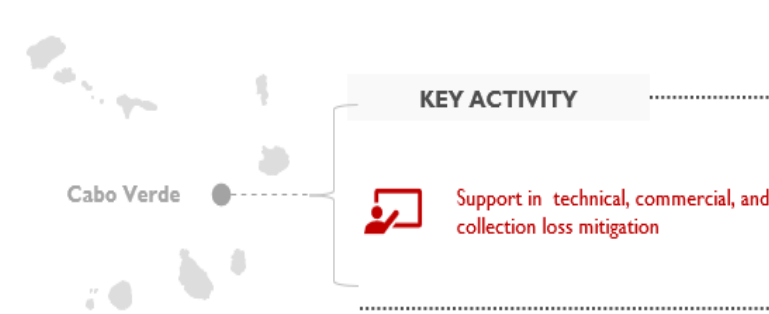 KEY ACTIVITY
Cabo Verde
Support in technical, commercial, and
collection loss mitigation